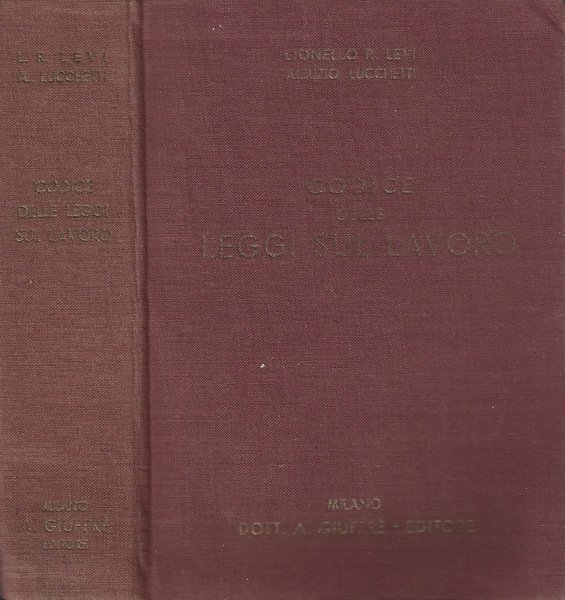 L. R. LEVI
A. LUCCHETTI
CODICE
DELLE LEGGI
SUL LAVORO
MILANO
A. GIUFFRÈ
EDITORE
LIONELLO R. LEVI
ABUZIO LUCCHETTI
CODICE
DELLE
LEGGI SUL LAVORO
MILANO
DOTT. A. GIUFFRÈ - EDITORE